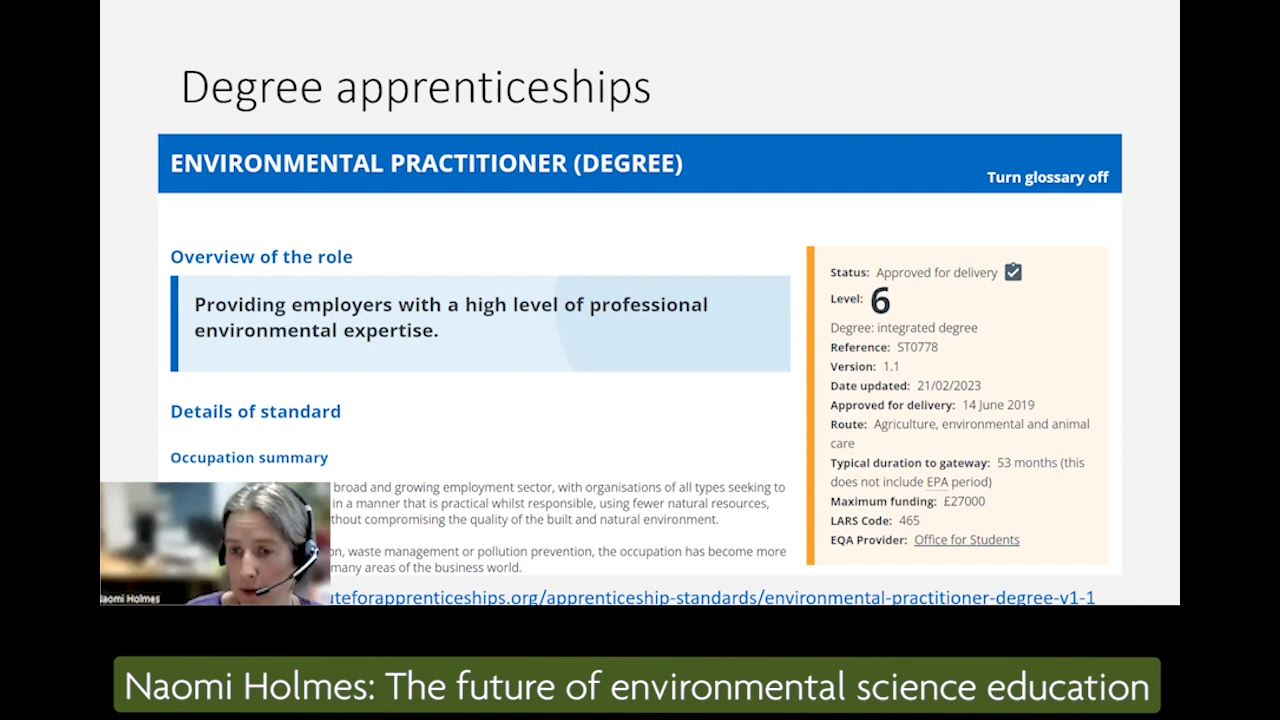 Degree apprenticeships
ENVIRONMENTAL PRACTITIONER (DEGREE)
Turn glossary off
Overview of the role
Providing employers with a high level of professional
environmental expertise.
Details of standard
Occupation summary
broad and growing employment sector, with organisations of all types seeking to
in a manner that is practical whilst responsible, using fewer natural resources,
thout compromising the quality of the built and natural environment.
on, waste management or pollution prevention, the occupation has become more
many areas of the business world.
Status: Approved for delivery
Level: 6
Degree: integrated degree
Reference: ST0778
Version: 1.1
Date updated: 21/02/2023
Approved for delivery: 14 June 2019
Route: Agriculture, environmental and animal
care
Typical duration to gateway: 53 months (this
does not include EPA period)
Maximum funding: £27000
LARS Code: 465
EQA Provider: Office for Students
Naomi Holmes
uteforapprenticeships.org/apprenticeship-standards/environmental-practitioner-degree-v1-1
Naomi Holmes: The future of environmental science education